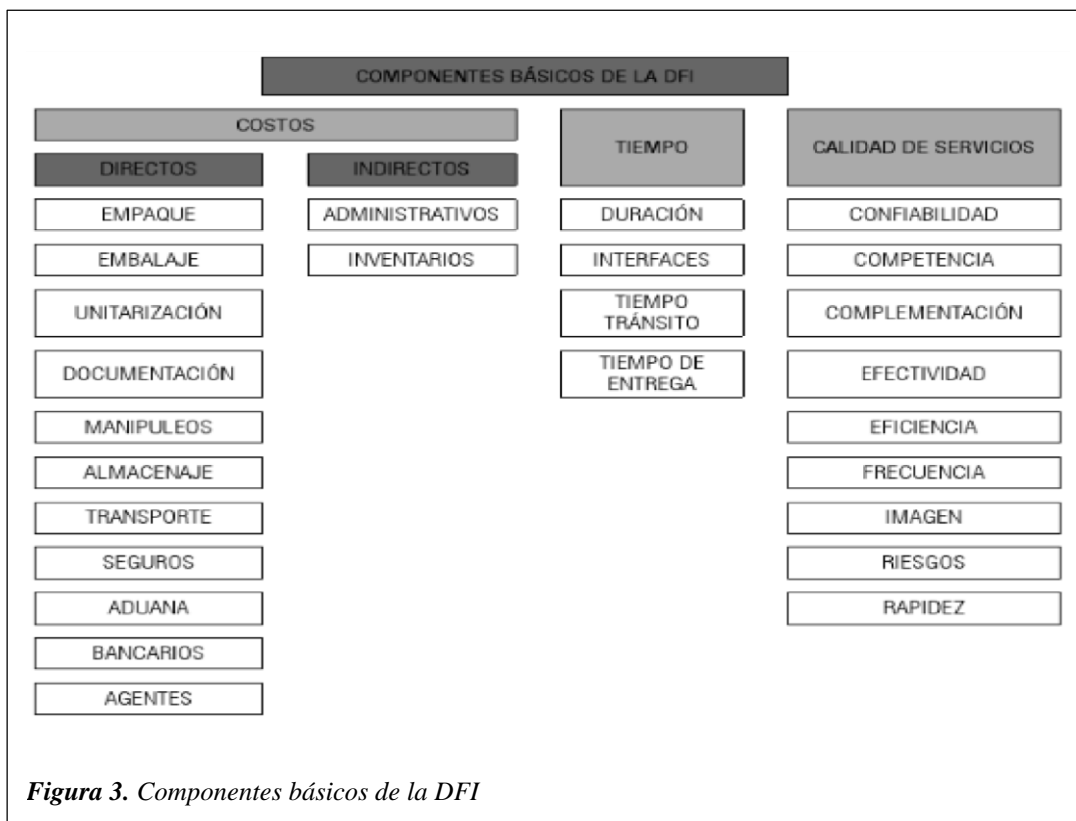 COMPONENTES BÁSICOS DE LA DFI
COSTOS
DIRECTOS
EMPAQUE
EMBALAJE
UNITARIZACIÓN
DOCUMENTACIÓN
MANIPULEOS
ALMACENAJE
TRANSPORTE
SEGUROS
ADUANA
BANCARIOS
AGENTES
INDIRECTOS
ADMINISTRATIVOS
INVENTARIOS
TIEMPO
DURACIÓN
INTERFACES
TIEMPO
TRÁNSITO
TIEMPO DE
ENTREGA
CALIDAD DE SERVICIOS
CONFIABILIDAD
COMPETENCIA
COMPLEMENTACIÓN
EFECTIVIDAD
EFICIENCIA
FRECUENCIA
IMAGEN
RIESGOS
RAPIDEZ
Figura 3. Componentes básicos de la DFI